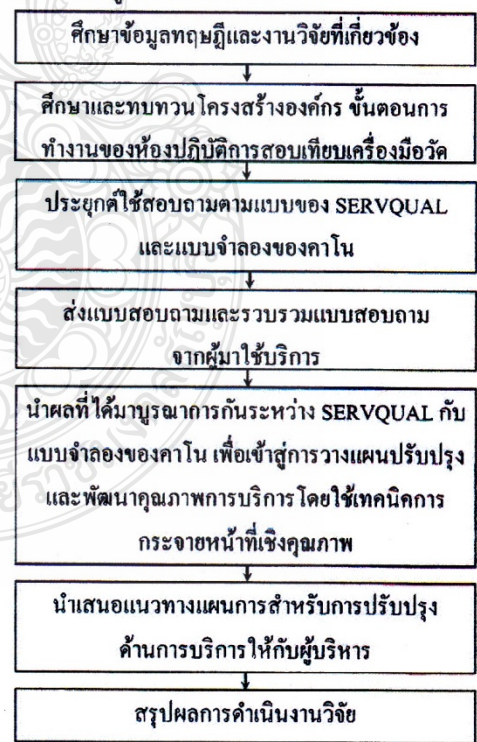 ศึกษาข้อมูลทฤษฎีและงานวิจัยที่เกี่ยวข้อง
ศึกษาและทบทวนโครงสร้างองค์กร ขั้นตอนการ
ทำงานของห้องปฏิบัติการสอบเทียบเครื่องมือวัด
ประยุกต์ใช้สอบถามตามแบบของ SERVQUAL
และแบบจำลองของคาโน
ส่งแบบสอบถามและรวบรวมแบบสอบถาม
จากผู้มาใช้บริการ
นำผลที่ได้มาบูรณาการกันระหว่าง SERVQUAL กับ
แบบจำลองของคาโน เพื่อเข้าสู่การวางแผนปรับปรุง
และพัฒนาคุณภาพการบริการโดยใช้เทคนิคการ
กระจายหน้าที่เชิงคุณภาพ
นำเสนอแนวทางแผนการสำหรับการปรับปรุง
ด้านการบริการให้กับผู้บริหาร
สรุปผลการดำเนินงานวิจัย